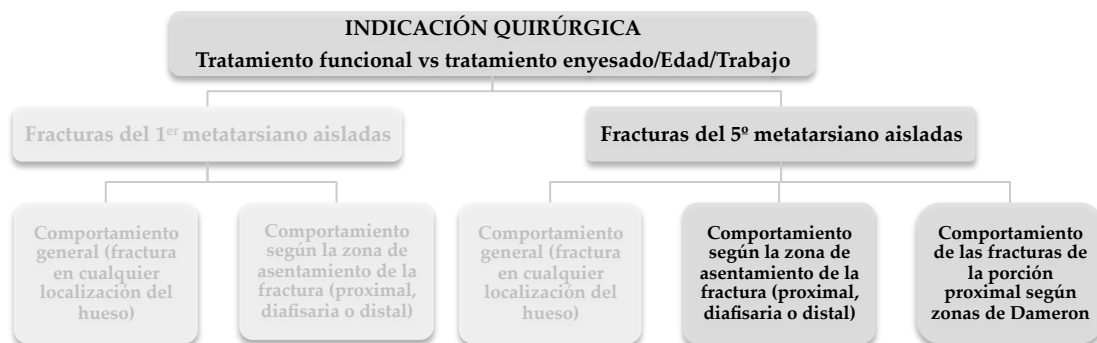 INDICACIÓN QUIRÚRGICA
Tratamiento funcional vs tratamiento enyesado/Edad/Trabajo
Fracturas del 1er metatarsiano aisladas
Fracturas del 5º metatarsiano aisladas
Comportamiento
general (fractura
en cualquier
localización del
hueso)
Comportamiento
según la zona de
asentamiento de la
fractura (proximal,
diafisaria o distal)
Comportamiento
general (fractura
en cualquier
localización del
hueso)
Comportamiento
según la zona de
asentamiento de la
fractura (proximal,
diafisaria o distal)
Comportamiento
de las fracturas de
la porción
proximal según
zonas de Dameron